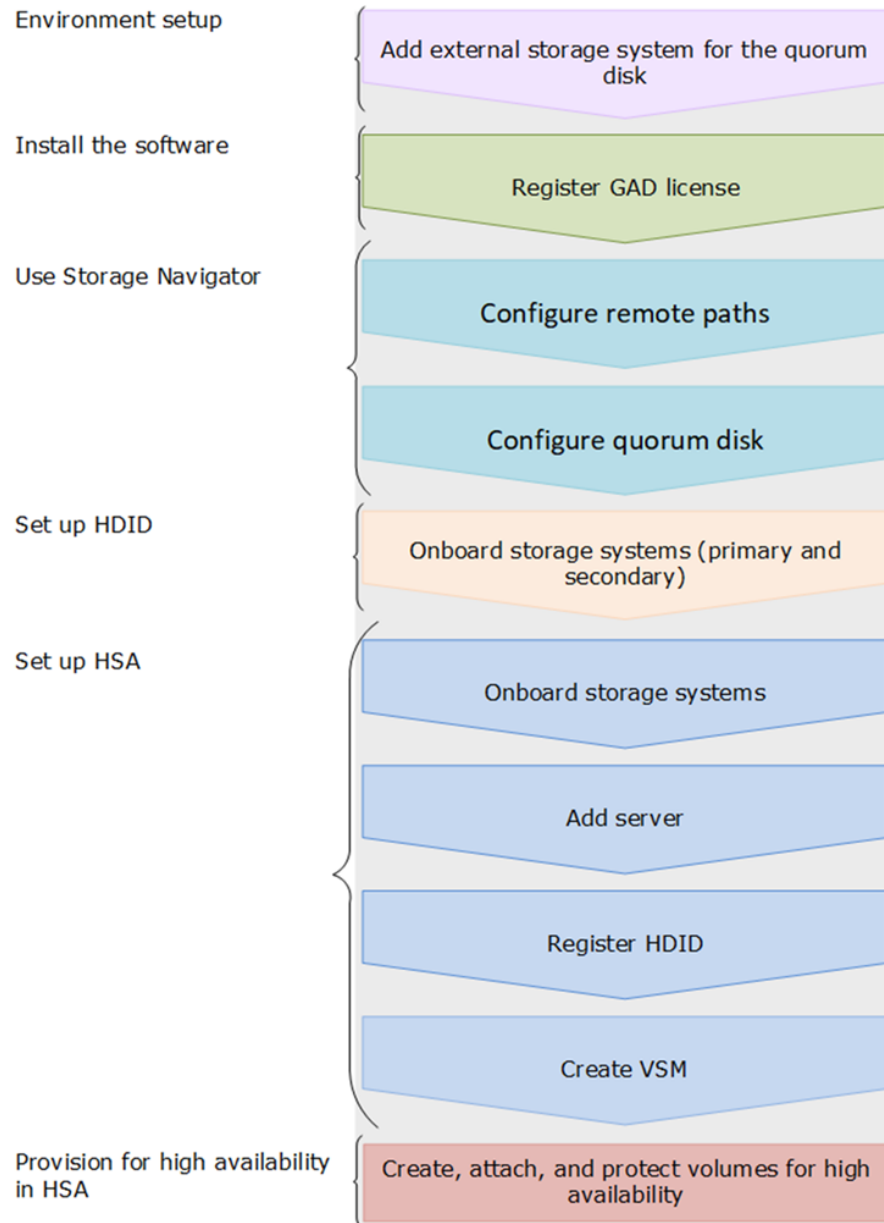 Environment setup
Add external storage system for the quorum
disk
Install the software
Register GAD license
Use Storage Navigator
Configure remote paths
Configure quorum disk
Set up HDID
Onboard storage systems (primary and
secondary)
Set up HSA
Onboard storage systems
Add server
Register HDID
Create VSM
Provision for high availability
in HSA
Create, attach, and protect volumes for high
availability